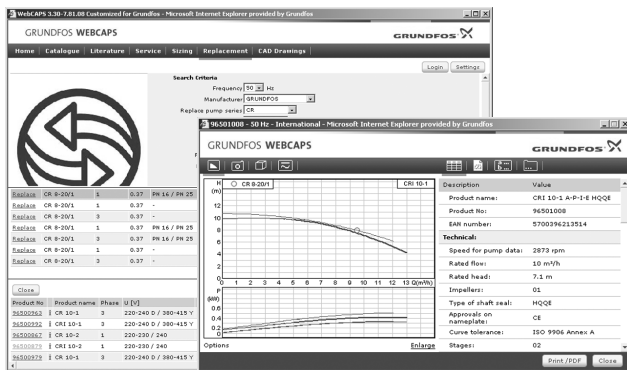 WebCAPS 3.30-7.81.08 Customized for Grundfos - Microsoft Internet Explorer provided by Grundfos
GRUNDFOS WEBCAPS
GRUNDFOS
Home Catalogue Literature Service Sizing Replacement CAD Drawings
Login Settings
Search Criteria
Frequency 50 Hz
Manufacturer GRUNDFOS
Replace pump series CR
Replace CR 8-20/1 1 0.37 PN 16 / PN 25
Replace CR 8-20/1 1 0.37 -
Replace CR 8-20/1 3 0.37 -
Replace CR 8-20/1 1 0.37 PN 16 / PN 25
Replace CR 8-20/1 3 0.37 PN 16 / PN 25
Replace CR 8-20/1 1 0.37 -
Replace CR 8-20/1 3 0.37 -
Close
Product No Product name Phase U [V]
96500963 CR 10-1 3 220-240 D / 380-415 Y
96500992 CRI 10-1 3 220-240 D / 380-415 Y
96500867 CR 10-2 1 220-230 / 240
96500879 CRI 10-2 1 220-230 / 240
96500979 CR 10-1 3 220-240 D / 380-415 Y
96501008 - 50 Hz - International - Microsoft Internet Explorer provided by Grundfos
GRUNDFOS WEBCAPS
GRUNDFOS
H
(m)
CR 8-20/1
CRI 10-1
12
10
8
6
4
2
0
0 1 2 3 4 5 6 7 8 9 10 11 12 13 Q(m³/h)
P
(kW)
0.6
0.4
0.2
0
Options
Enlarge
Description Value
Product name: CRI 10-1 A-P-I-E HQQE
Product No: 96501008
EAN number: 5700396213514
Technical:
Speed for pump data: 2873 rpm
Rated flow: 10 m³/h
Rated head: 7.1 m
Impellers: 01
Type of shaft seal: HQQE
Approvals on
nameplate: CE
Curve tolerance: ISO 9906 Annex A
Stages: 02
Print /PDF Close